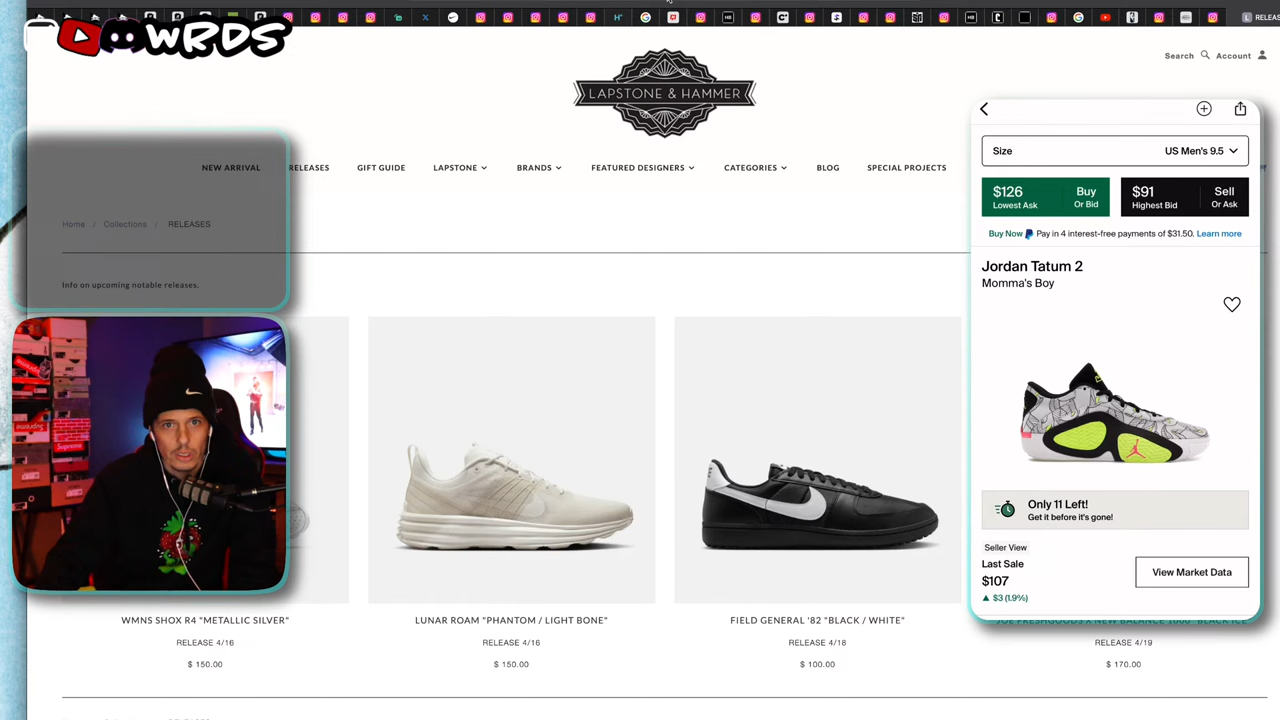 WRDS
RELEAS
LAPSTONE & HAMMER
Search
Account
NEW ARRIVAL
RELEASES
GIFT GUIDE
LAPSTONE
BRANDS
FEATURED DESIGNERS
CATEGORIES
BLOG
SPECIAL PROJECTS
Home / Collections / RELEASES
Info on upcoming notable releases.
WMNS SHOX R4 "METALLIC SILVER"
RELEASE 4/16
$ 150.00
LUNAR ROAM "PHANTOM / LIGHT BONE"
RELEASE 4/16
$ 150.00
FIELD GENERAL '82 "BLACK / WHITE"
RELEASE 4/18
$ 100.00
JOE FRESHGOODS X NEW BALANCE 1000 "BLACK ICE
RELEASE 4/19
$ 170.00
Size
US Men's 9.5
$126
Lowest Ask
Buy
Or Bid
$91
Highest Bid
Sell
Or Ask
Buy Now Pay in 4 interest-free payments of $31.50. Learn more
Jordan Tatum 2
Momma's Boy
Only 11 Left!
Get it before it's gone!
Seller View
Last Sale
$107
▲ $3 (1.9%)
View Market Data